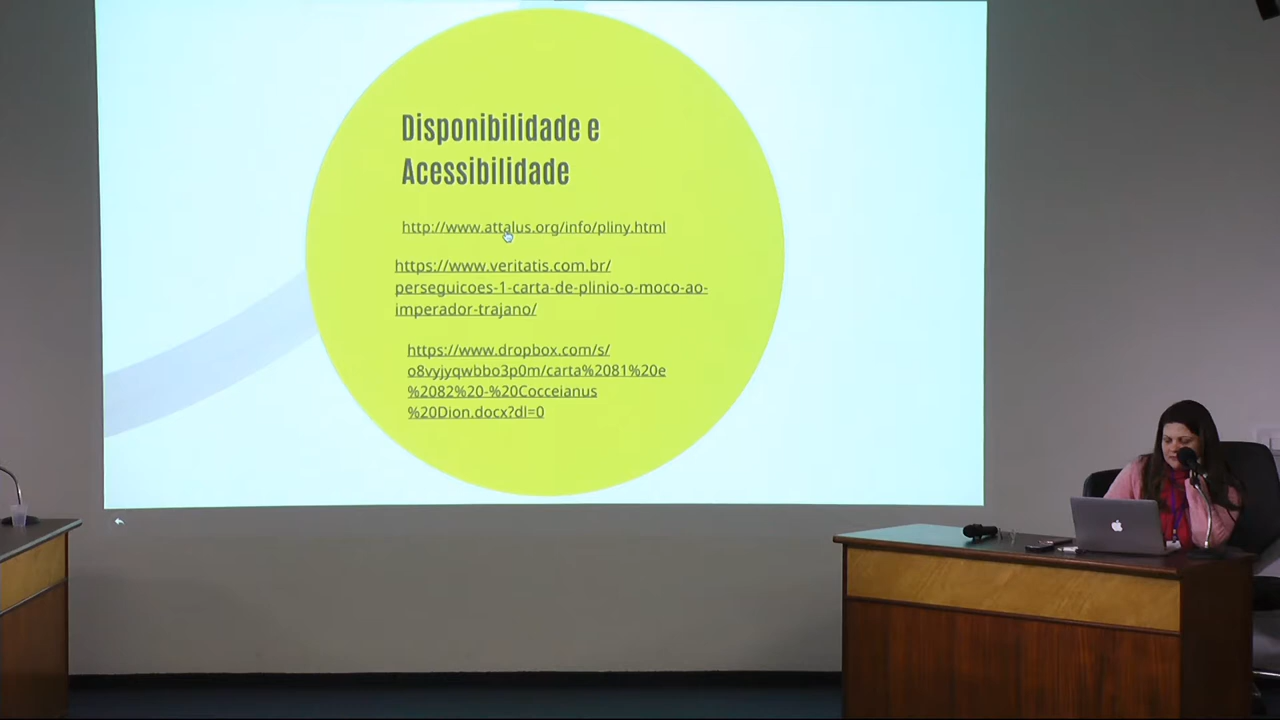 Disponibilidade e
Acessibilidade
http://www.attalus.org/info/pliny.html
https://www.veritatis.com.br/
perseguicoes-1-carta-de-plinio-o-moco-ao-
imperador-trajano/
https://www.dropbox.com/s/
o8vyjyqwbbo3p0m/carta%2081%20e
%2082%20-%20Cocceianus
%20Dion.docx?dl=0